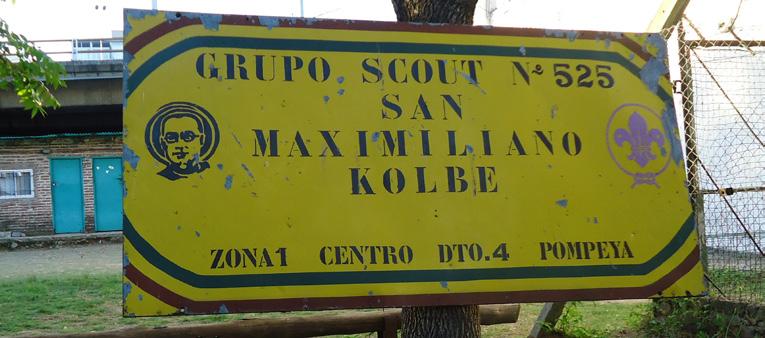 GRUPO SCOUT Nº 525
SAN
MAXIMILIANO
KOLBE
ZONA 1 CENTRO DTO. 4 POMPEYA